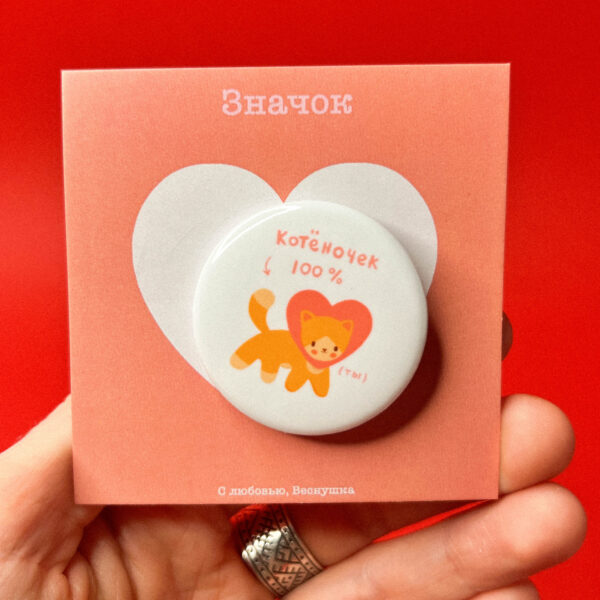 Значок
Котёночек
100 %
(ты)
С любовью, Веснушка